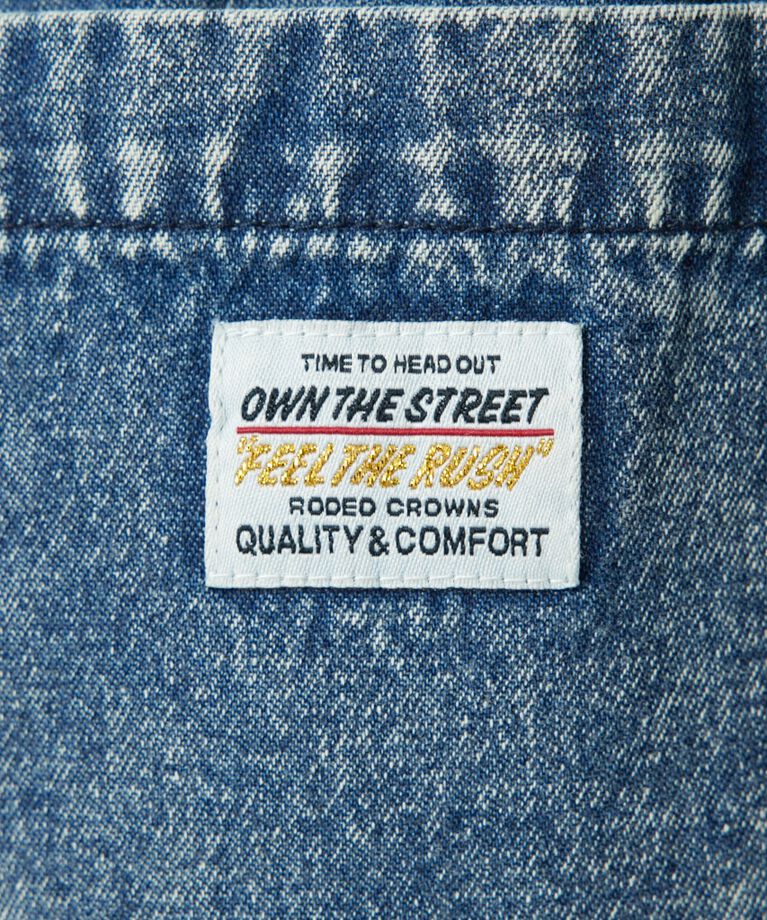 TIME TO HEAD OUT
OWN THE STREET
"FEEL THE RUSH"
RODEO CROWNS
QUALITY & COMFORT